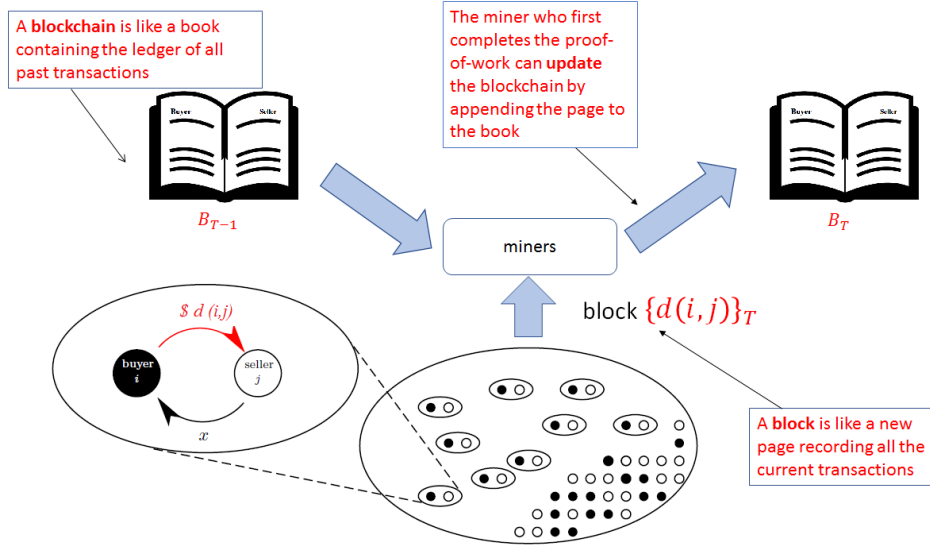 A blockchain is like a book
containing the ledger of all
past transactions
The miner who first
completes the proof-
of-work can update
the blockchain by
appending the page to
the book
Buyer
Seller
Buyer
Seller
B_{T−1}
B_T
miners
block {d(i,j)}_T
$ d (i,j)
buyer
i
seller
j
x
A block is like a new
page recording all the
current transactions